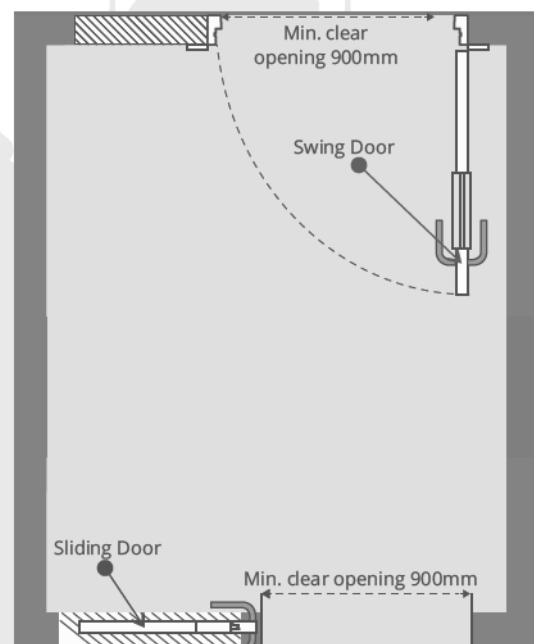 Min. clear
opening 900mm
Swing Door
Sliding Door
Min. clear opening 900mm